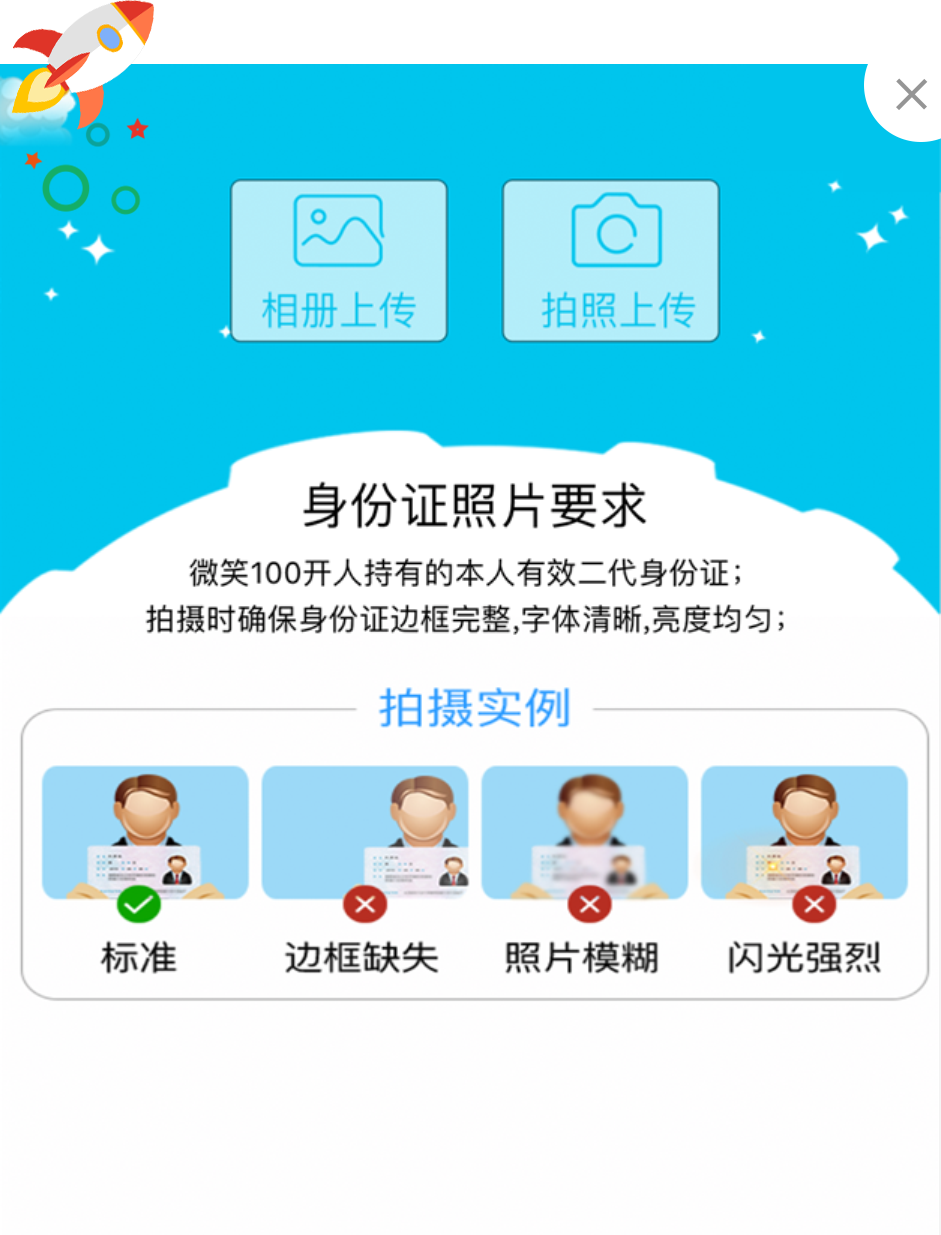 相册上传
拍照上传
身份证照片要求
微笑100开人持有的本人有效二代身份证；
拍摄时确保身份证边框完整,字体清晰,亮度均匀；
拍摄实例
标准
边框缺失
照片模糊
闪光强烈